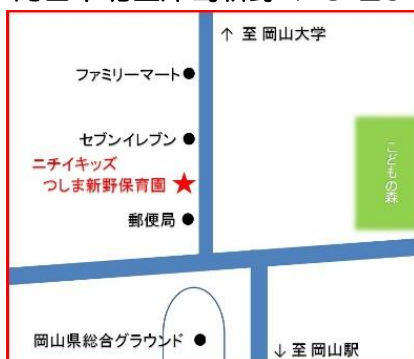 ↑ 至 岡山大学
ファミリーマート●
セブンイレブン ●
ニチイキッズ
つしま新野保育園 ★
郵便局 ●
こどもの森
岡山県総合グラウンド ●
↓ 至 岡山駅